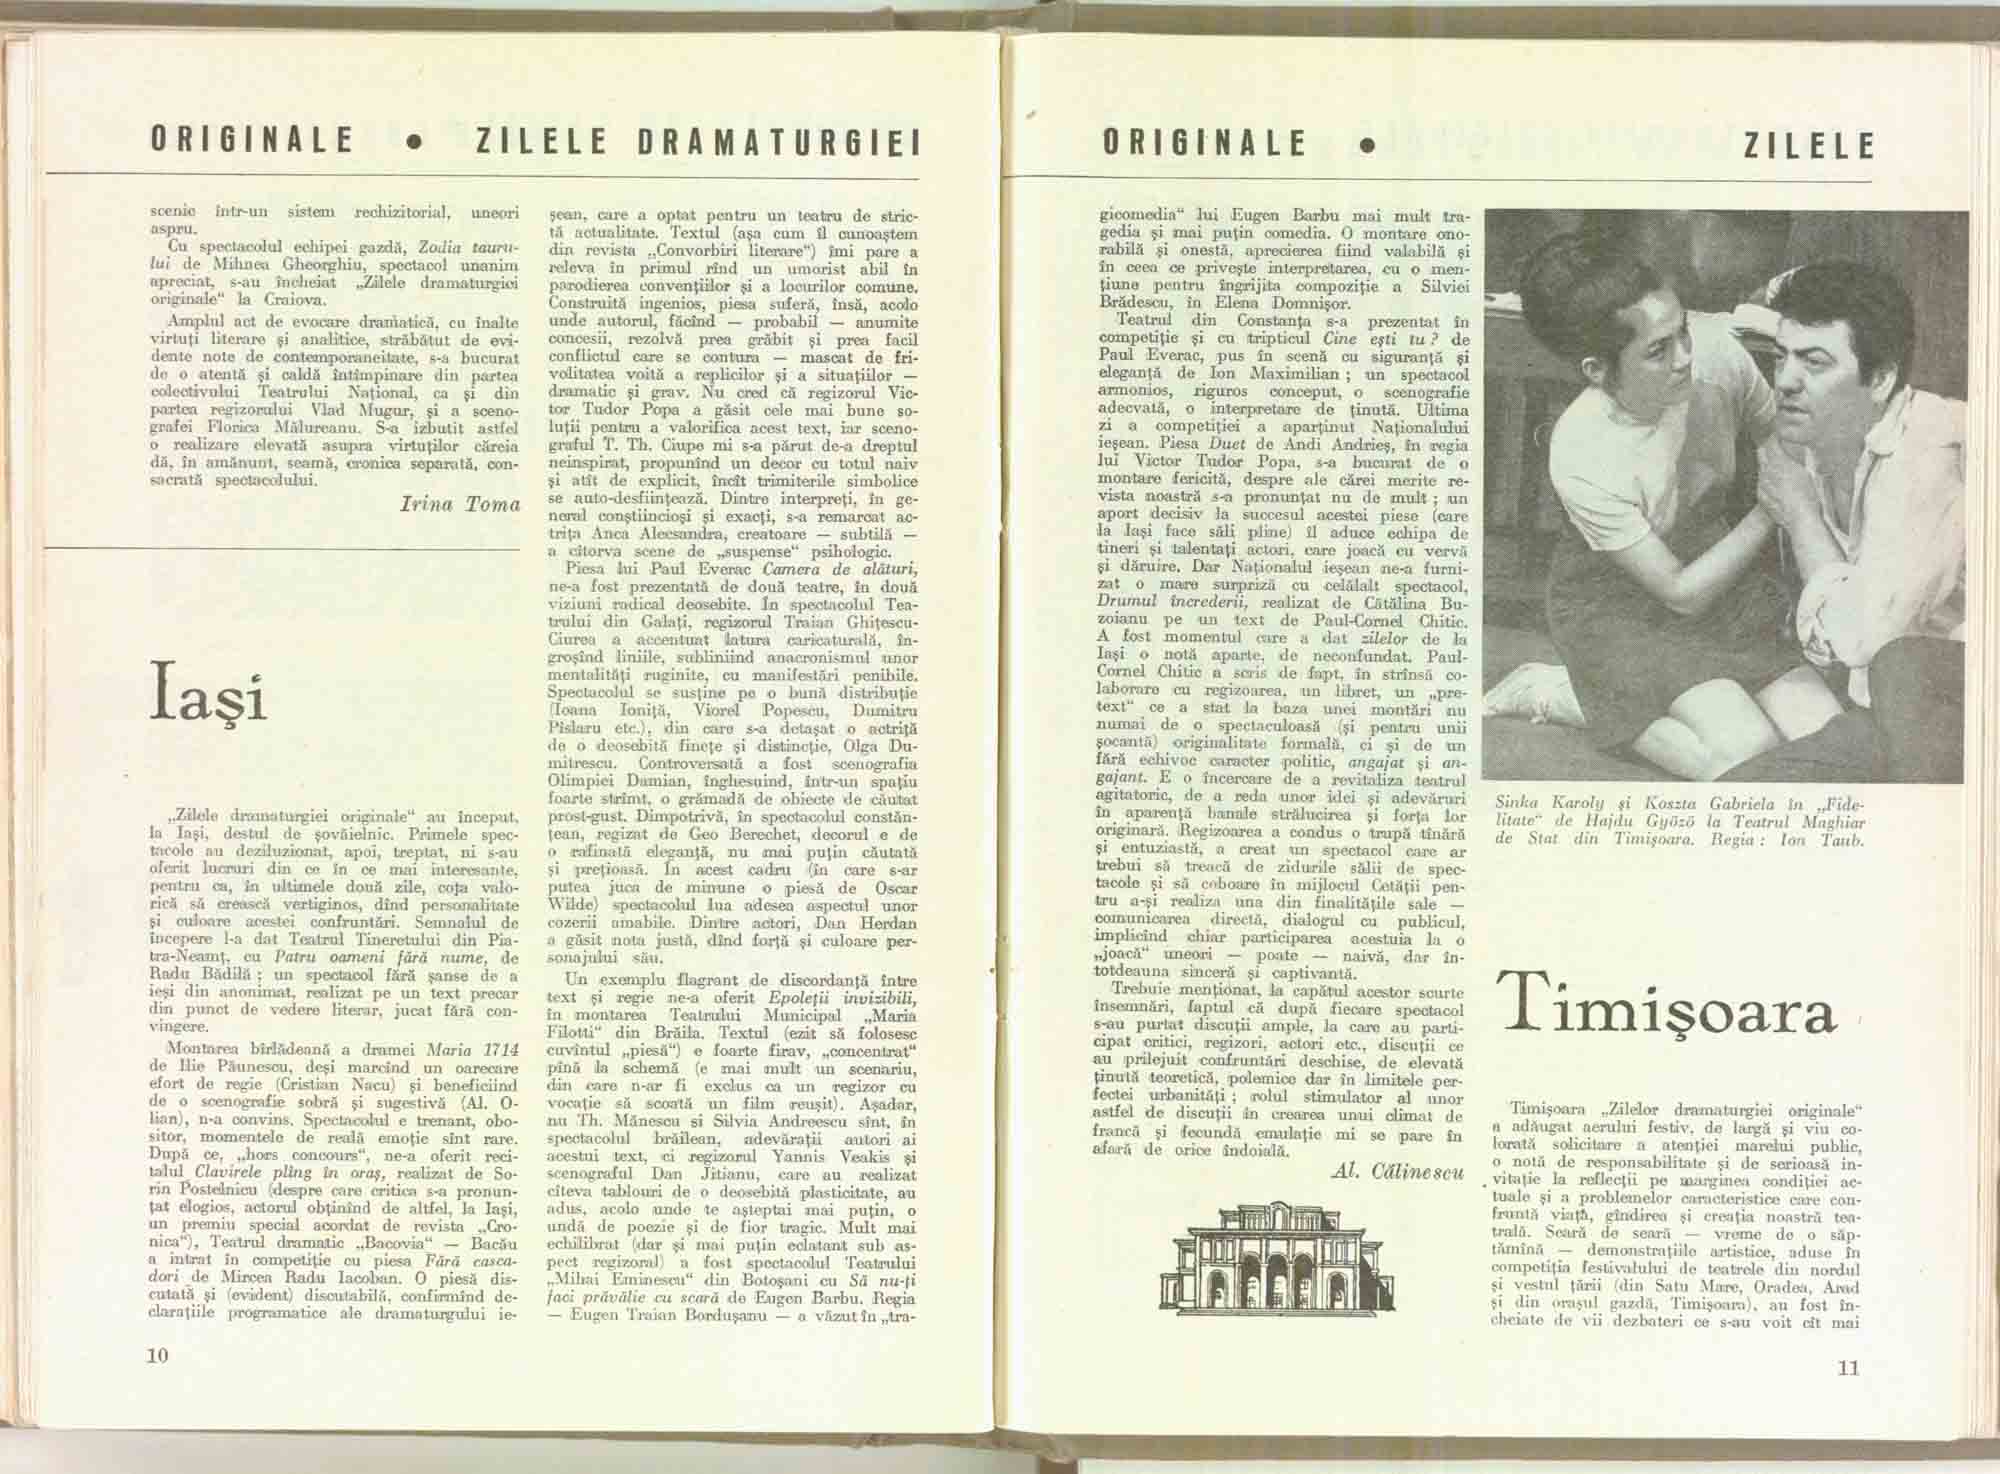 ORIGINALE • ZILELE DRAMATURGIEI
scenic într-un sistem rechizitorial, uneori
aspru.
Cu spectacolul echipei gazdă, Zodia tauru-
lui de Mihnea Gheorghiu, spectacol unanim
apreciat, s-au încheiat „Zilele dramaturgiei
originale“ la Craiova.
Amplul act de evocare dramatică, cu înalte
virtuți literare și analitice, străbătut de evi-
dente note de contemporaneitate, s-a bucurat
de o atentă și caldă întîmpinare din partea
colectivului Teatrului Național, ca și din
partea regizorului Vlad Mugur, și a sceno-
grafei Florica Mălureanu. S-a izbutit astfel
o realizare elevată asupra virtuților căreia
dă, în amănunt, seamă, cronica separată, con-
sacrată spectacolului.
Irina Toma
Iași
„Zilele dramaturgiei originale“ au început,
la Iași, destul de șovăielnic. Primele spec-
tacole au deziluzionat, apoi, treptat, ni s-au
oferit lucruri din ce în ce mai interesante,
pentru ca, în ultimele două zile, cota valo-
rică să crească vertiginos, dînd personalitate
și culoare acestei confruntări. Semnalul de
începere l-a dat Teatrul Tineretului din Pia-
tra-Neamț, cu Patru oameni fără nume, de
Radu Bădilă ; un spectacol fără șanse de a
ieși din anonimat, realizat pe un text precar
din punct de vedere literar, jucat fără con-
vingere.
Montarea bîrlădeană a dramei Maria 1714
de Ilie Păunescu, deși marcînd un oarecare
efort de regie (Cristian Nacu) și beneficiind
de o scenografie sobră și sugestivă (Al. O-
lian), n-a convins. Spectacolul e trenant, obo-
sitor, momentele de reală emoție sînt rare.
După ce, „hors concours“, ne-a oferit reci-
talul Clavirele plîng în oraș, realizat de So-
rin Postelnicu (despre care critica s-a pronun-
țat elogios, actorul obținînd de altfel, la Iași,
un premiu special acordat de revista „Cro-
nica“), Teatrul dramatic „Bacovia“ — Bacău
a intrat în competiție cu piesa Fără casca-
dori de Mircea Radu Iacoban. O piesă dis-
cutată și (evident) discutabilă, confirmînd de-
clarațiile programatice ale dramaturgului ie-
șean, care a optat pentru un teatru de stric-
tă actualitate. Textul (așa cum îl cunoaștem
din revista „Convorbiri literare“) îmi pare a
releva în primul rînd un umorist abil în
parodierea convențiilor și a locurilor comune.
Construită ingenios, piesa suferă, însă, acolo
unde autorul, făcînd — probabil — anumite
concesii, rezolvă prea grăbit și prea facil
conflictul care se contura — mascat de fri-
volitatea voită a replicilor și a situațiilor —
dramatic și grav. Nu cred că regizorul Vic-
tor Tudor Popa a găsit cele mai bune so-
luții pentru a valorifica acest text, iar sceno-
graful T. Th. Ciupe mi s-a părut de-a dreptul
neinspirat, propunînd un decor cu totul naiv
și atît de explicit, încît trimiterile simbolice
se auto-desființează. Dintre interpreți, în ge-
neral conștiincioși și exacți, s-a remarcat ac-
trița Anca Alecsandra, creatoare — subtilă —
a cîtorva scene de „suspense“ psihologic.
Piesa lui Paul Everac Camera de alături,
ne-a fost prezentată de două teatre, în două
viziuni radical deosebite. În spectacolul Tea-
trului din Galați, regizorul Traian Ghițescu-
Ciurea a accentuat latura caricaturală, în-
groșînd liniile, subliniind anacronismul unor
mentalități ruginite, cu manifestări penibile.
Spectacolul se susține pe o bună distribuție
(Ioana Ioniță, Viorel Popescu, Dumitru
Pîslaru etc.), din care s-a detașat o actriță
de o deosebită finețe și distincție, Olga Du-
mitrescu. Controversată a fost scenografia
Olimpiei Damian, înghesuind, într-un spațiu
foarte strîmt, o grămadă de obiecte de căutat
prost-gust. Dimpotrivă, în spectacolul constăn-
țean, regizat de Geo Berechet, decorul e de
o rafinată eleganță, nu mai puțin căutată
și prețioasă. În acest cadru (în care s-ar
putea juca de minune o piesă de Oscar
Wilde) spectacolul lua adesea aspectul unor
cozerii amabile. Dintre actori, Dan Herdan
a găsit nota justă, dînd forță și culoare per-
sonajului său.
Un exemplu flagrant de discordanță între
text și regie ne-a oferit Epoleții invizibili,
în montarea Teatrului Municipal „Maria
Filotti“ din Brăila. Textul (ezit să folosesc
cuvîntul „piesă“) e foarte firav, „concentrat“
pînă la schemă (e mai mult un scenariu,
din care n-ar fi exclus ca un regizor cu
vocație să scoată un film reușit). Așadar,
nu Th. Mănescu si Silvia Andreescu sînt, în
spectacolul brăilean, adevărații autori ai
acestui text, ci regizorul Yannis Veakis și
scenograful Dan Jitianu, care au realizat
cîteva tablouri de o deosebită plasticitate, au
adus, acolo unde te așteptai mai puțin, o
undă de poezie și de fior tragic. Mult mai
echilibrat (dar și mai puțin eclatant sub as-
pect regizoral) a fost spectacolul Teatrului
„Mihai Eminescu“ din Botoșani cu Să nu-ți
faci prăvălie cu scară de Eugen Barbu. Regia
— Eugen Traian Bordușanu — a văzut în „tra-
10
ORIGINALE • ZILELE
gicomedia“ lui Eugen Barbu mai mult tra-
gedia și mai puțin comedia. O montare ono-
rabilă și onestă, aprecierea fiind valabilă și
în ceea ce privește interpretarea, cu o men-
țiune pentru îngrijita compoziție a Silviei
Brădescu, în Elena Domnișor.
Teatrul din Constanța s-a prezentat în
competiție și cu tripticul Cine ești tu ? de
Paul Everac, pus în scenă cu siguranță și
eleganță de Ion Maximilian ; un spectacol
armonios, riguros conceput, o scenografie
adecvată, o interpretare de ținută. Ultima
zi a competiției a aparținut Naționalului
ieșean. Piesa Duet de Andi Andrieș, în regia
lui Victor Tudor Popa, s-a bucurat de o
montare fericită, despre ale cărei merite re-
vista noastră s-a pronunțat nu de mult ; un
aport decisiv la succesul acestei piese (care
la Iași face săli pline) îl aduce echipa de
tineri și talentați actori, care joacă cu vervă
și dăruire. Dar Naționalul ieșean ne-a furni-
zat o mare surpriză cu celălalt spectacol,
Drumul încrederii, realizat de Cătălina Bu-
zoianu pe un text de Paul-Cornel Chitic.
A fost momentul care a dat zilelor de la
Iași o notă aparte, de neconfundat. Paul-
Cornel Chitic a scris de fapt, în strînsă co-
laborare cu regizoarea, un libret, un „pre-
text“ ce a stat la baza unei montări nu
numai de o spectaculoasă (și pentru unii
șocantă) originalitate formală, ci și de un
fără echivoc caracter politic, angajat și an-
gajant. E o încercare de a revitaliza teatrul
agitatoric, de a reda unor idei și adevăruri
în aparență banale strălucirea și forța lor
originară. Regizoarea a condus o trupă tînără
și entuziastă, a creat un spectacol care ar
trebui să treacă de zidurile sălii de spec-
tacole și să coboare în mijlocul Cetății pen-
tru a-și realiza una din finalitățile sale —
comunicarea directă, dialogul cu publicul,
implicînd chiar participarea acestuia la o
„joacă“ uneori — poate — naivă, dar în-
totdeauna sinceră și captivantă.
Trebuie menționat, la capătul acestor scurte
însemnări, faptul că după fiecare spectacol
s-au purtat discuții ample, la care au parti-
cipat critici, regizori, actori etc., discuții ce
au prilejuit confruntări deschise, de elevată
ținută teoretică, polemice dar în limitele per-
fectei urbanități ; rolul stimulator al unor
astfel de discuții în crearea unui climat de
francă și fecundă emulație mi se pare în
afară de orice îndoială.
Al. Călinescu
Sinka Karoly și Koszta Gabriela în „Fide-
litate“ de Hajdu Győző la Teatrul Maghiar
de Stat din Timișoara. Regia : Ion Taub.
Timișoara
Timișoara „Zilelor dramaturgiei originale“
a adăugat aerului festiv, de largă și viu co-
lorată solicitare a atenției marelui public,
o notă de responsabilitate și de serioasă in-
vitație la reflecții pe marginea condiției ac-
tuale și a problemelor caracteristice care con-
fruntă viața, gîndirea și creația noastră tea-
trală. Seară de seară — vreme de o săp-
tămînă — demonstrațiile artistice, aduse în
competiția festivalului de teatrele din nordul
și vestul țării (din Satu Mare, Oradea, Arad
și din orașul gazdă, Timișoara), au fost în-
cheiate de vii dezbateri ce s-au voit cît mai
11